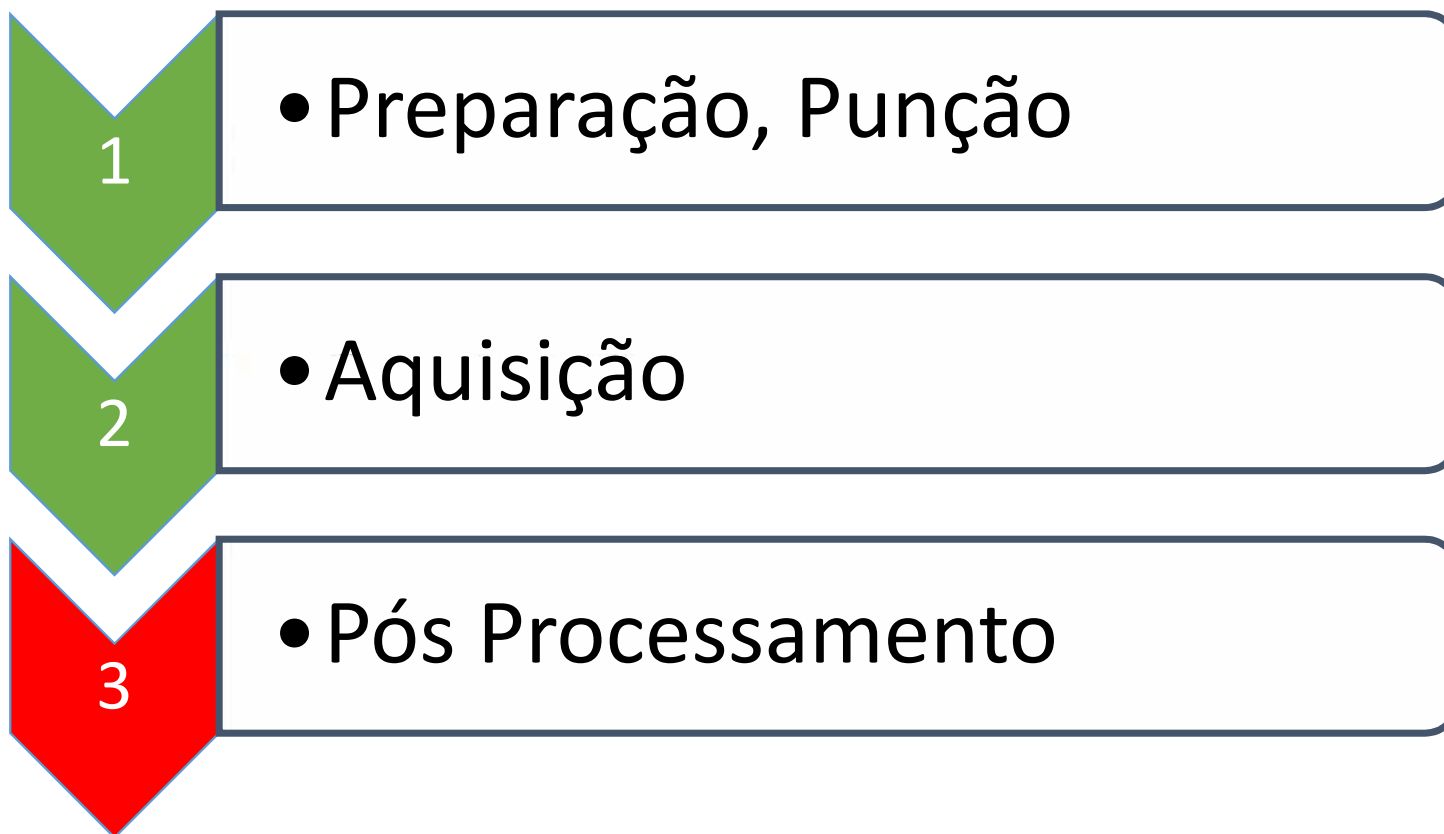 1
•Preparação, Punção
2
•Aquisição
3
•Pós Processamento